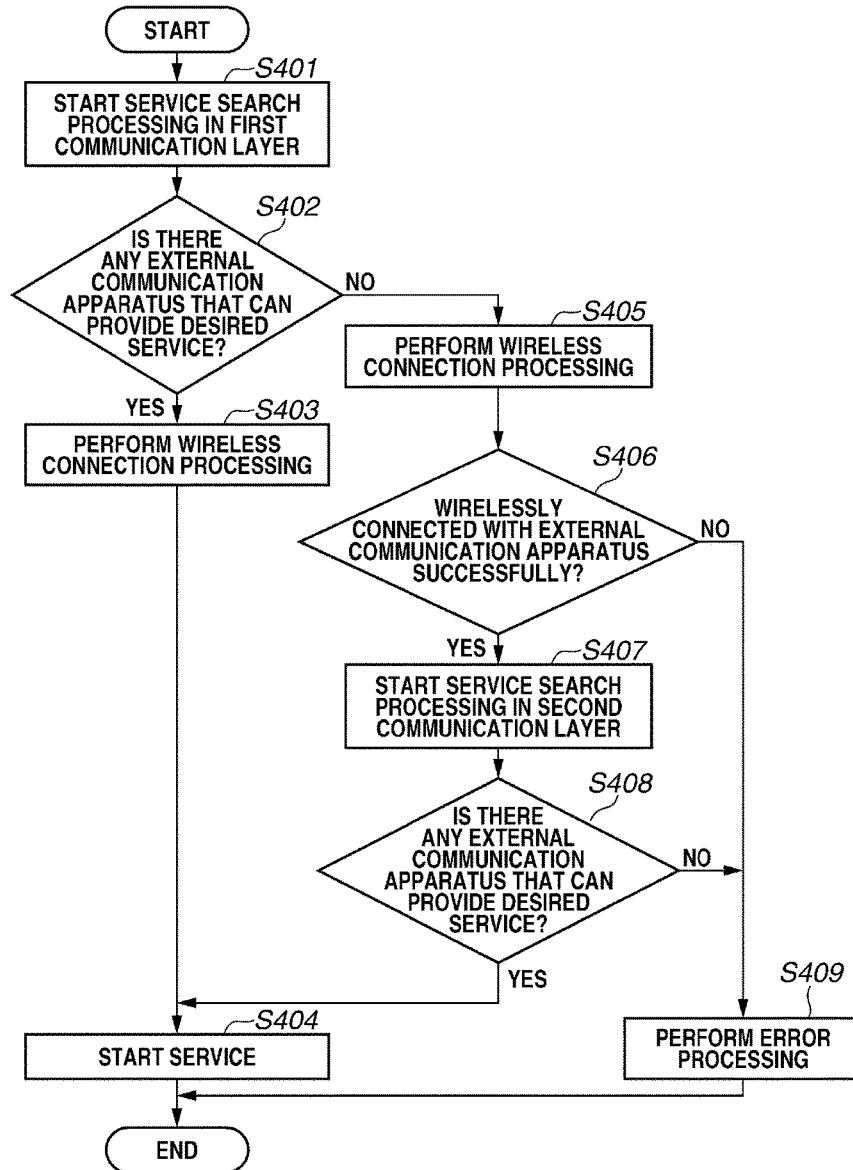 START
S401
START SERVICE SEARCH
PROCESSING IN FIRST
COMMUNICATION LAYER
S402
IS THERE
ANY EXTERNAL
COMMUNICATION
APPARATUS THAT CAN
PROVIDE DESIRED
SERVICE?
NO
YES
S403
PERFORM WIRELESS
CONNECTION PROCESSING
S405
PERFORM WIRELESS
CONNECTION PROCESSING
S406
WIRELESSLY
CONNECTED WITH EXTERNAL
COMMUNICATION APPARATUS
SUCCESSFULLY?
NO
YES
S407
START SERVICE SEARCH
PROCESSING IN SECOND
COMMUNICATION LAYER
S408
IS THERE
ANY EXTERNAL
COMMUNICATION
APPARATUS THAT CAN
PROVIDE DESIRED
SERVICE?
NO
YES
S404
START SERVICE
S409
PERFORM ERROR
PROCESSING
END